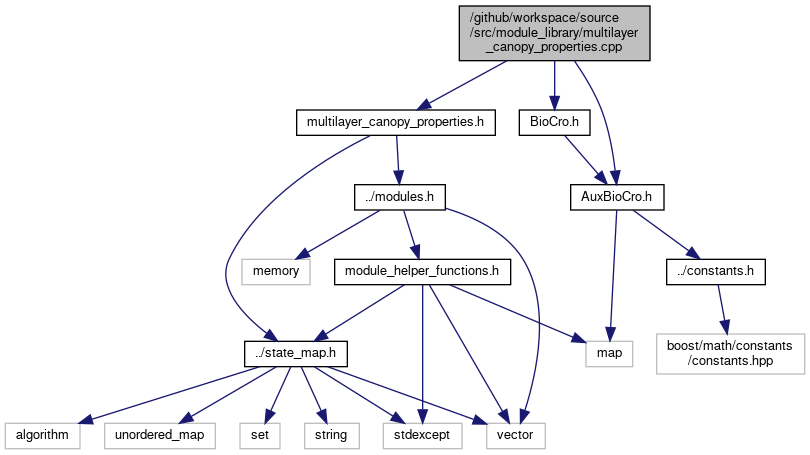 /github/workspace/source
/src/module_library/multilayer
_canopy_properties.cpp
multilayer_canopy_properties.h
BioCro.h
../modules.h
AuxBioCro.h
memory
module_helper_functions.h
../constants.h
../state_map.h
map
boost/math/constants
/constants.hpp
algorithm
unordered_map
set
string
stdexcept
vector